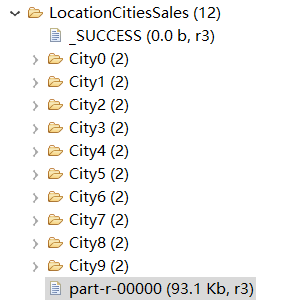 LocationCitiesSales (12)
_SUCCESS (0.0 b, r3)
City0 (2)
City1 (2)
City2 (2)
City3 (2)
City4 (2)
City5 (2)
City6 (2)
City7 (2)
City8 (2)
City9 (2)
part-r-00000 (93.1 Kb, r3)